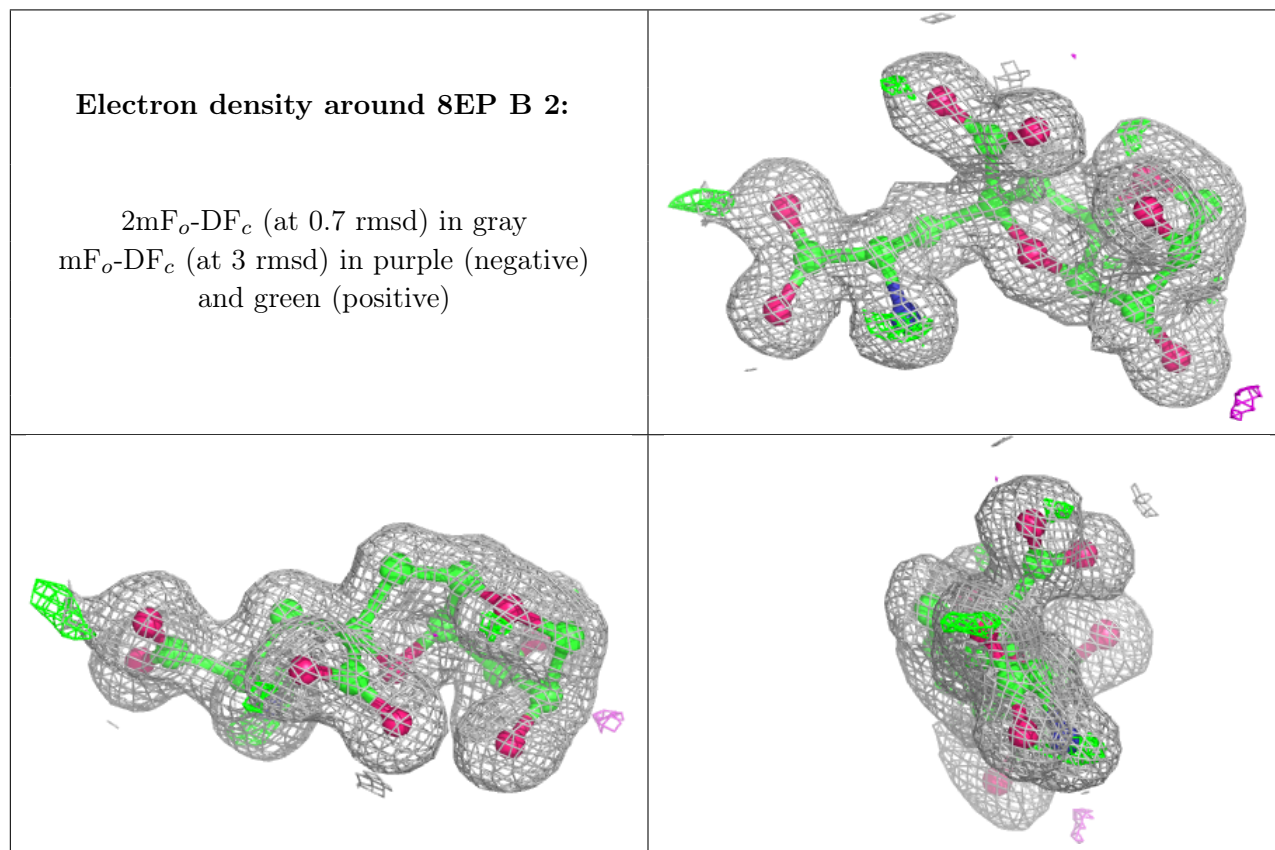 Electron density around 8EP B 2:
2mFo-DFc (at 0.7 rmsd) in gray
mFo-DFc (at 3 rmsd) in purple (negative)
and green (positive)